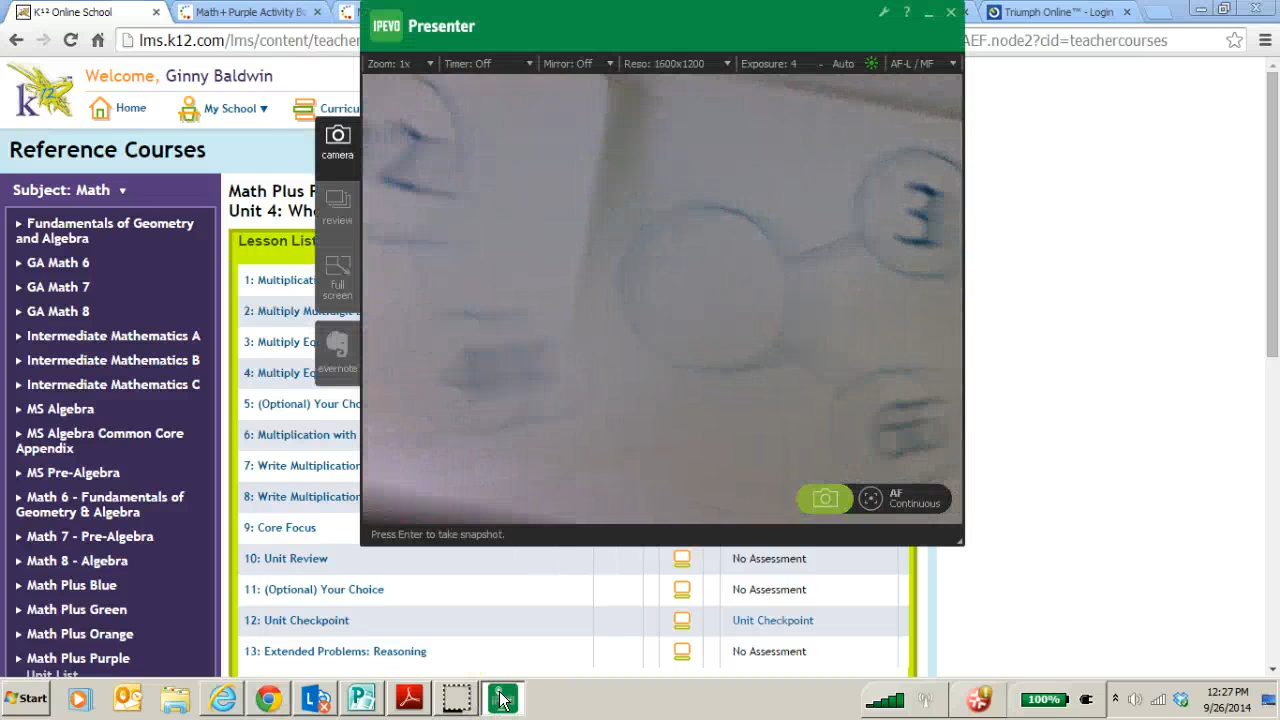 K¹² Online School
Math+ Purple Activity Bo
Triumph Online™ - Login
lms.k12.com/lms/content/teache
AEF.node2?cid=teachercourses
IPEVO Presenter
Zoom: 1x
Timer: Off
Mirror: Off
Reso: 1600x1200
Exposure: 4
Auto
AF-L / MF
k12
Welcome, Ginny Baldwin
Home
My School
Curricu
camera
review
full screen
evernote
Reference Courses
Subject: Math
Fundamentals of Geometry
and Algebra
GA Math 6
GA Math 7
GA Math 8
Intermediate Mathematics A
Intermediate Mathematics B
Intermediate Mathematics C
MS Algebra
MS Algebra Common Core
Appendix
MS Pre-Algebra
Math 6 - Fundamentals of
Geometry & Algebra
Math 7 - Pre-Algebra
Math 8 - Algebra
Math Plus Blue
Math Plus Green
Math Plus Orange
Math Plus Purple
Unit List
Math Plus P
Unit 4: Who
Lesson List
1: Multiplicati
2: Multiply Multidigit
3: Multiply Eq
4: Multiply Eq
5: (Optional) Your Cho
6: Multiplication with
7: Write Multiplication
8: Write Multiplication
9: Core Focus
10: Unit Review
No Assessment
11: (Optional) Your Choice
No Assessment
12: Unit Checkpoint
Unit Checkpoint
13: Extended Problems: Reasoning
No Assessment
3
AF
Continuous
Press Enter to take snapshot.
Start
100%
12:27 PM
9/26/2014